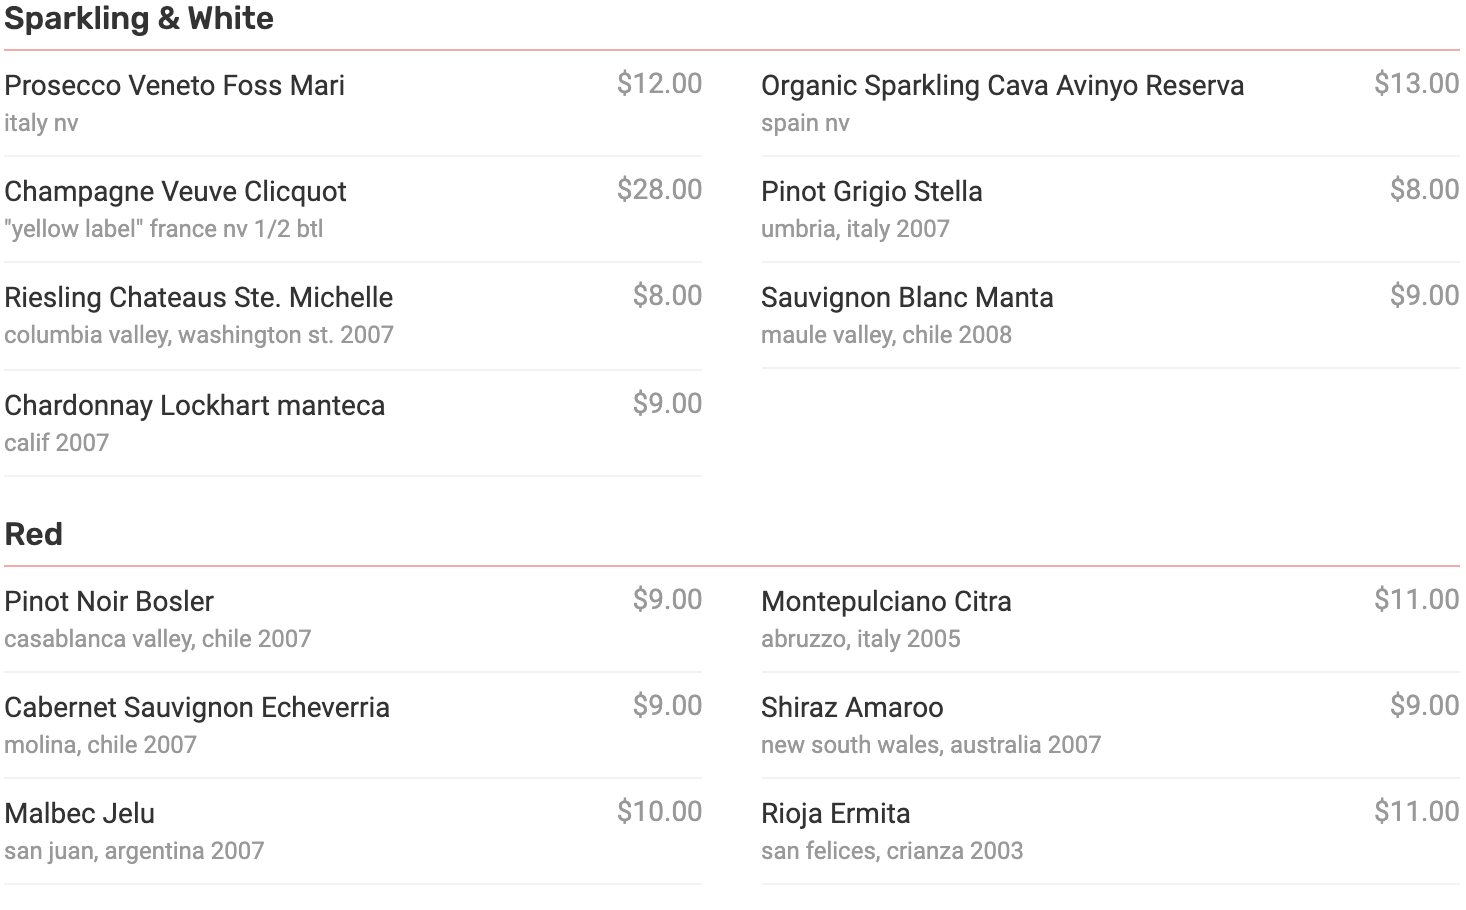 Sparkling & White
Prosecco Veneto Foss Mari $12.00
italy nv
Organic Sparkling Cava Avinyo Reserva $13.00
spain nv
Champagne Veuve Clicquot $28.00
"yellow label" france nv 1/2 btl
Pinot Grigio Stella $8.00
umbria, italy 2007
Riesling Chateaus Ste. Michelle $8.00
columbia valley, washington st. 2007
Sauvignon Blanc Manta $9.00
maule valley, chile 2008
Chardonnay Lockhart manteca $9.00
calif 2007
Red
Pinot Noir Bosler $9.00
casablanca valley, chile 2007
Montepulciano Citra $11.00
abruzzo, italy 2005
Cabernet Sauvignon Echeverria $9.00
molina, chile 2007
Shiraz Amaroo $9.00
new south wales, australia 2007
Malbec Jelu $10.00
san juan, argentina 2007
Rioja Ermita $11.00
san felices, crianza 2003